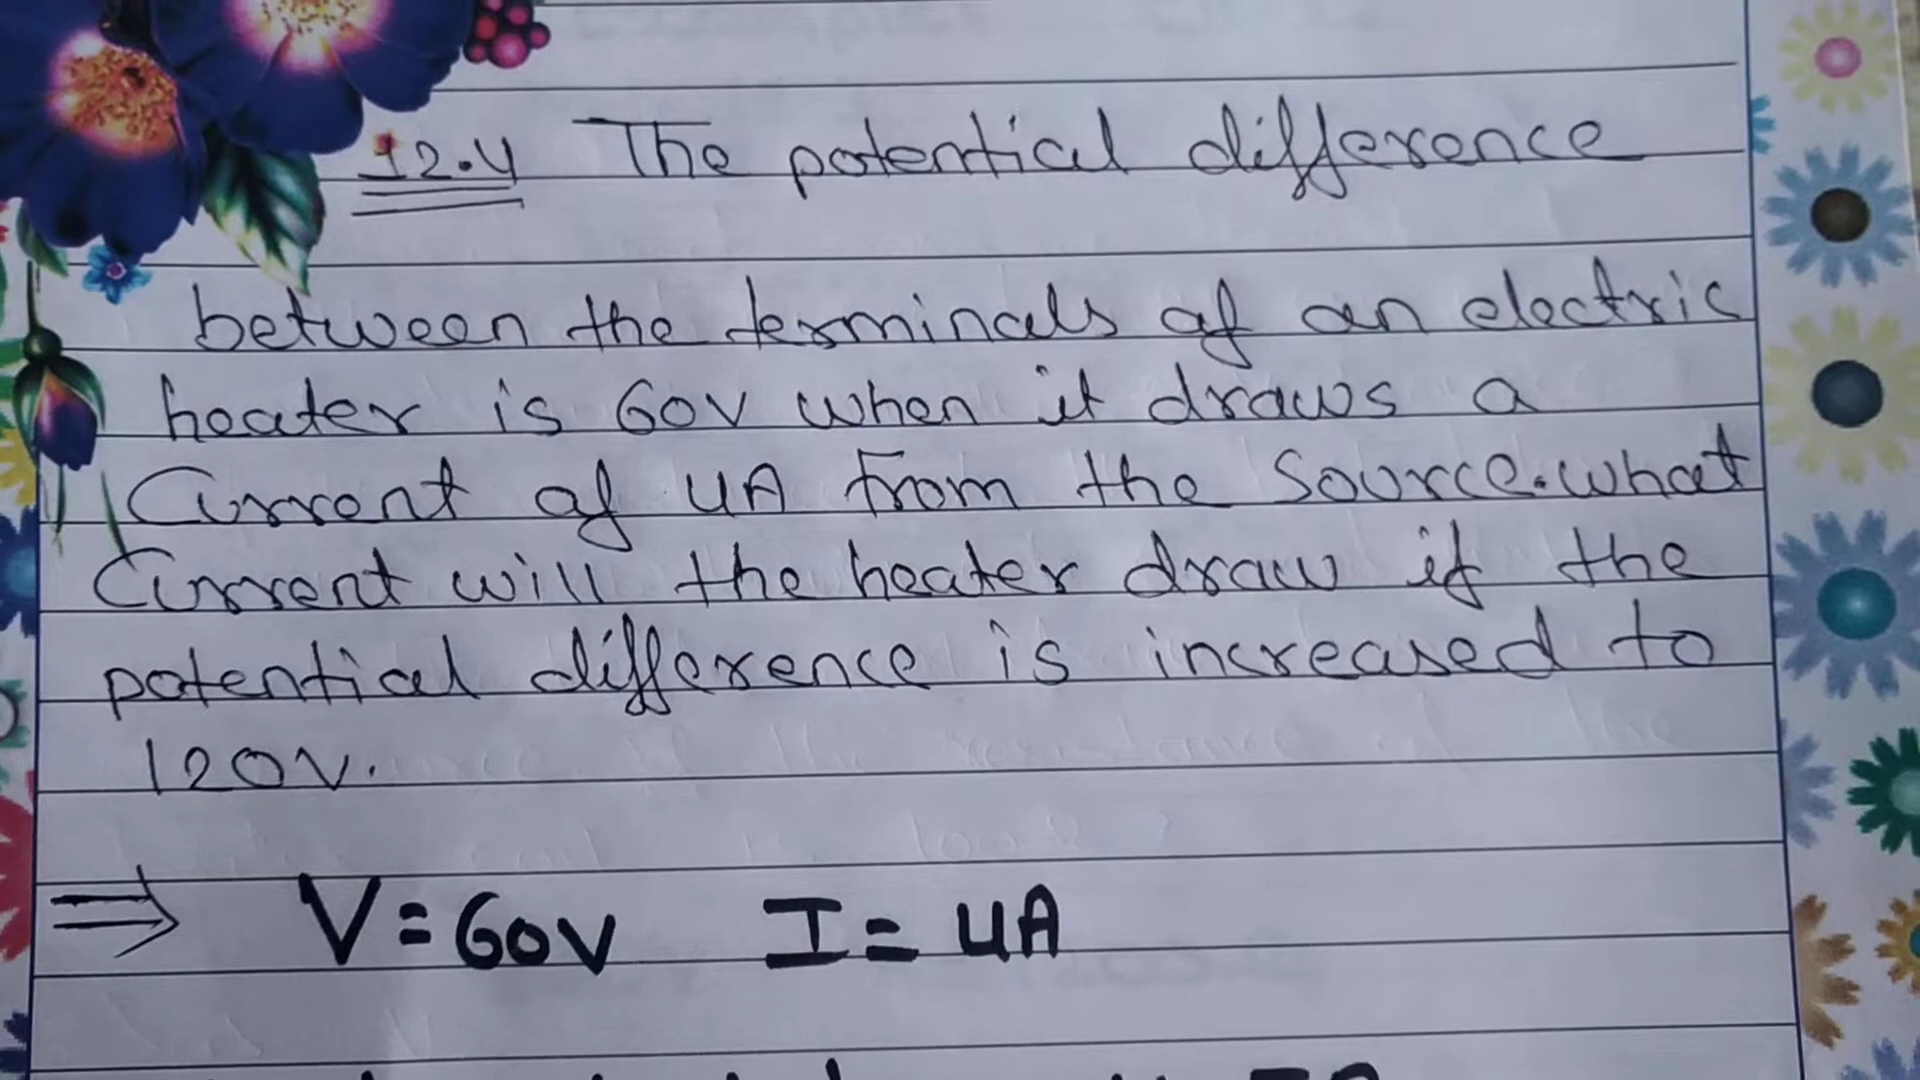 12.4 The potential difference
between the terminals of an electric
heater is 60V when it draws a
Current of 4A from the Source. what
Current will the heater draw if the
potential difference is increased to
120V.
⇒ V = 60V I = 4A